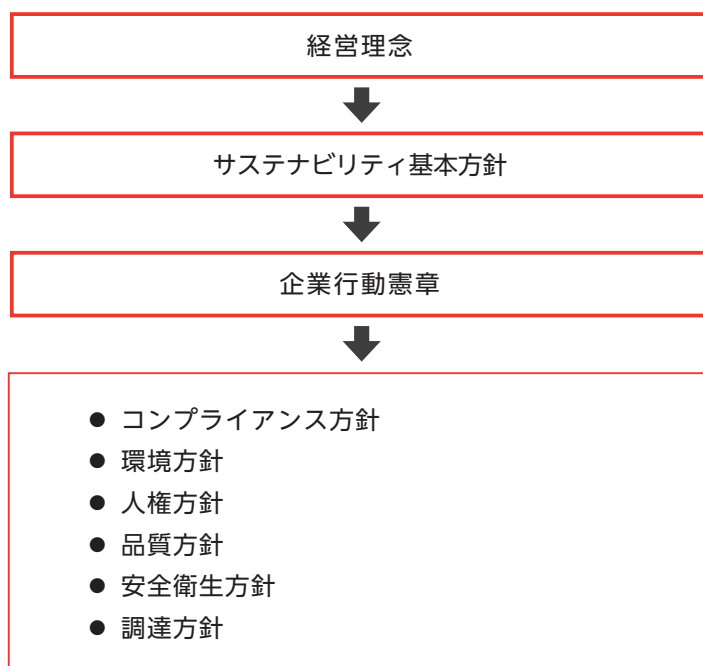 経営理念
サステナビリティ基本方針
企業行動憲章
● コンプライアンス方針
● 環境方針
● 人権方針
● 品質方針
● 安全衛生方針
● 調達方針